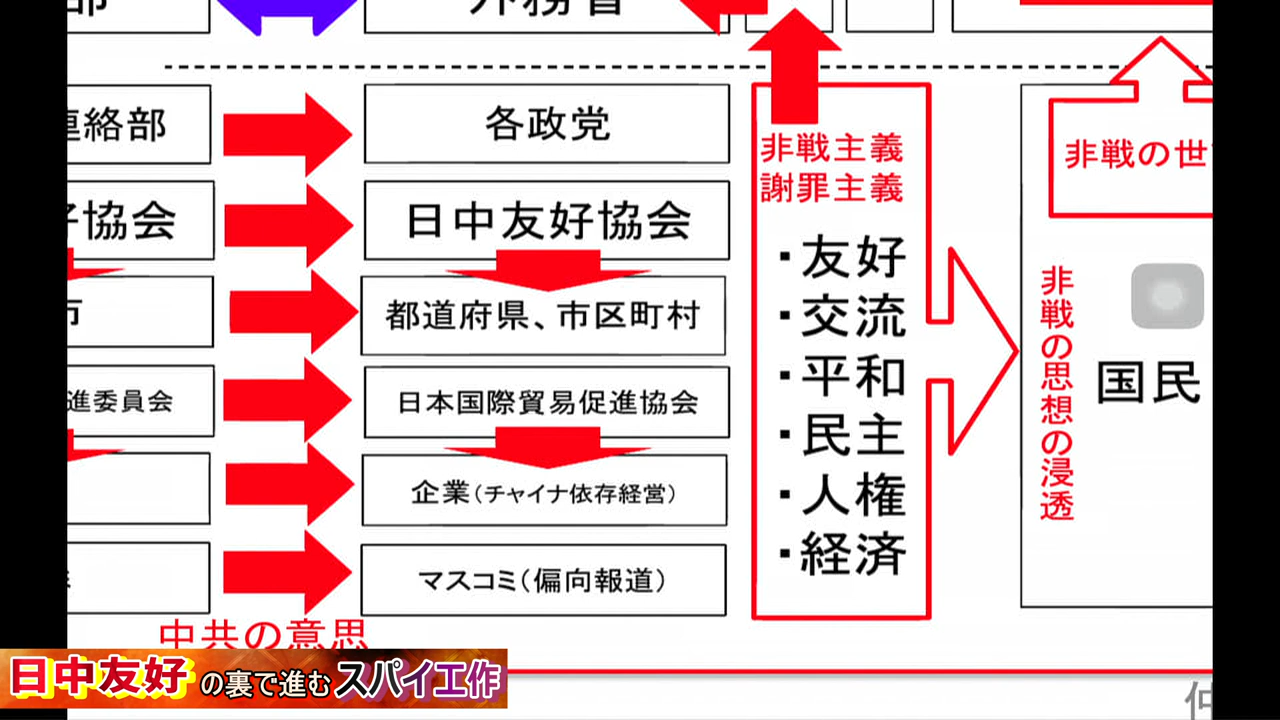 外務省
連絡部
各政党
好協会
日中友好協会
市
都道府県、市区町村
進委員会
日本国際貿易促進協会
企業(チャイナ依存経営)
マスコミ(偏向報道)
非戦主義
謝罪主義
・友好
・交流
・平和
・民主
・人権
・経済
非戦の世
非戦の思想の浸透
国民
中共の意思
日中友好の裏で進むスパイ工作